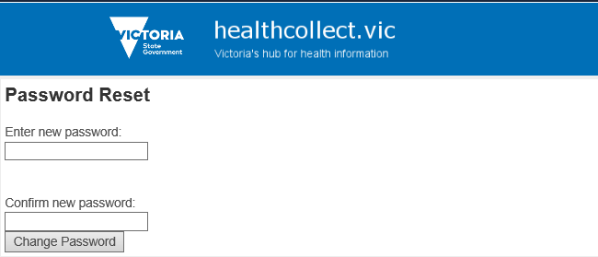 VICTORIA
State
Government
healthcollect.vic
Victoria's hub for health information
Password Reset
Enter new password:
Confirm new password:
Change Password